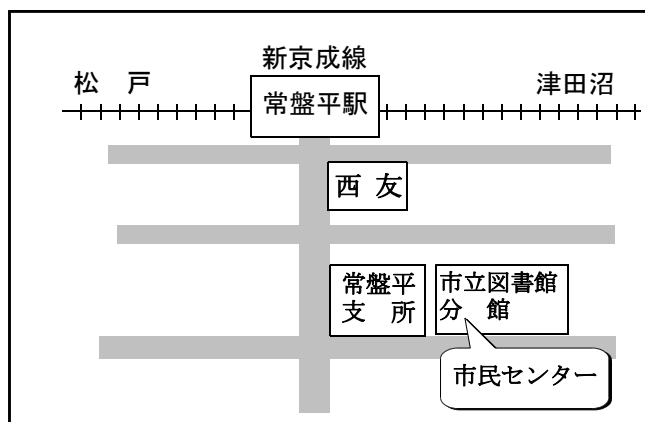 新京成線
松　戸
津田沼
常盤平駅
西 友
常盤平
支　所
市立図書館
分　館
市民センター